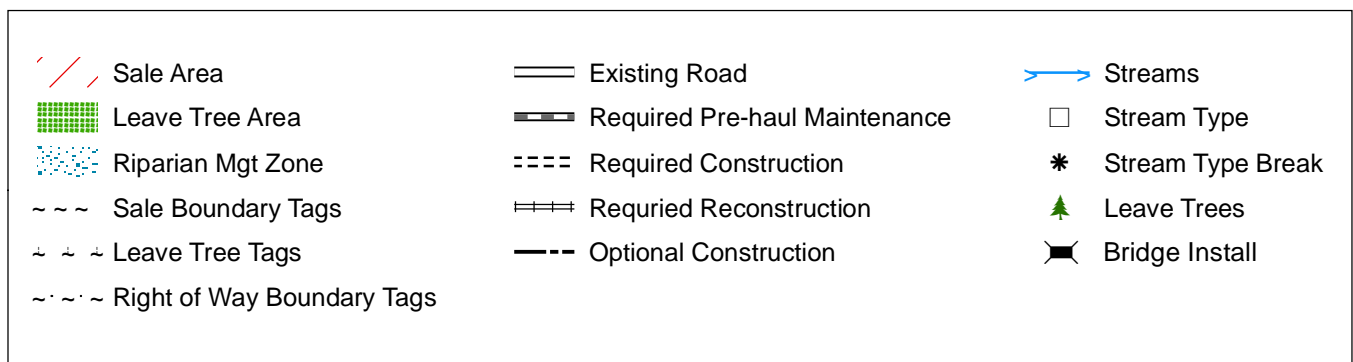 Sale Area
Leave Tree Area
Riparian Mgt Zone
Sale Boundary Tags
Leave Tree Tags
Right of Way Boundary Tags
Existing Road
Required Pre-haul Maintenance
Required Construction
Requried Reconstruction
Optional Construction
Streams
Stream Type
Stream Type Break
Leave Trees
Bridge Install